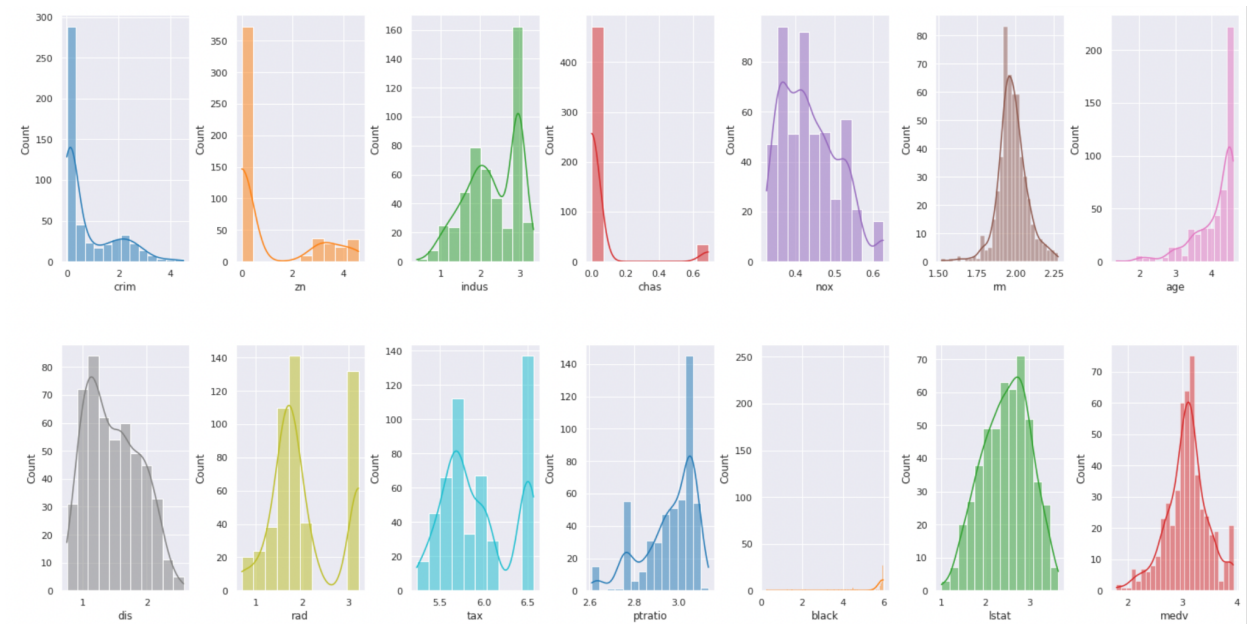 Count
300
250
200
150
100
50
0
0 2 4
crim
Count
350
300
250
200
150
100
50
0
0 2 4
zn
Count
160
140
120
100
80
60
40
20
0
1 2 3
indus
Count
400
300
200
100
0
0.0 0.2 0.4 0.6
chas
Count
80
60
40
20
0
0.4 0.5 0.6
nox
Count
80
70
60
50
40
30
20
10
0
1.50 1.75 2.00 2.25
rm
Count
200
150
100
50
0
2 3 4
age
Count
80
70
60
50
40
30
20
10
0
1 2
dis
Count
140
120
100
80
60
40
20
0
1 2 3
rad
Count
140
120
100
80
60
40
20
0
5.5 6.0 6.5
tax
Count
140
120
100
80
60
40
20
0
2.6 2.8 3.0
ptratio
Count
250
200
150
100
50
0
0 2 4 6
black
Count
70
60
50
40
30
20
10
0
1 2 3
lstat
Count
70
60
50
40
30
20
10
0
2 3 4
medv